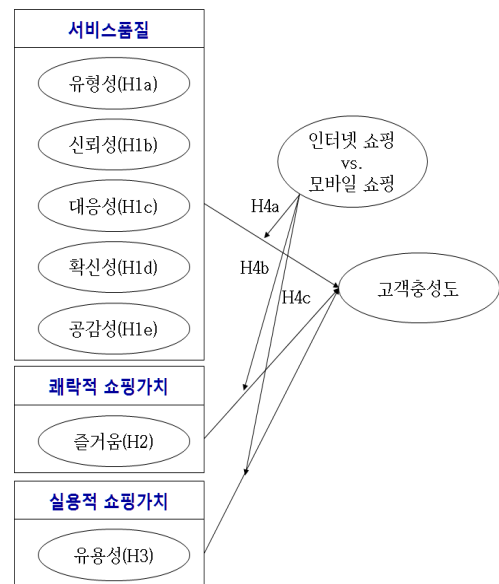 서비스품질
유형성(H1a)
신뢰성(H1b)
대응성(H1c)
확신성(H1d)
공감성(H1e)
쾌락적 쇼핑가치
즐거움(H2)
실용적 쇼핑가치
유용성(H3)
인터넷 쇼핑
vs.
모바일 쇼핑
H4a
H4b
H4c
고객충성도